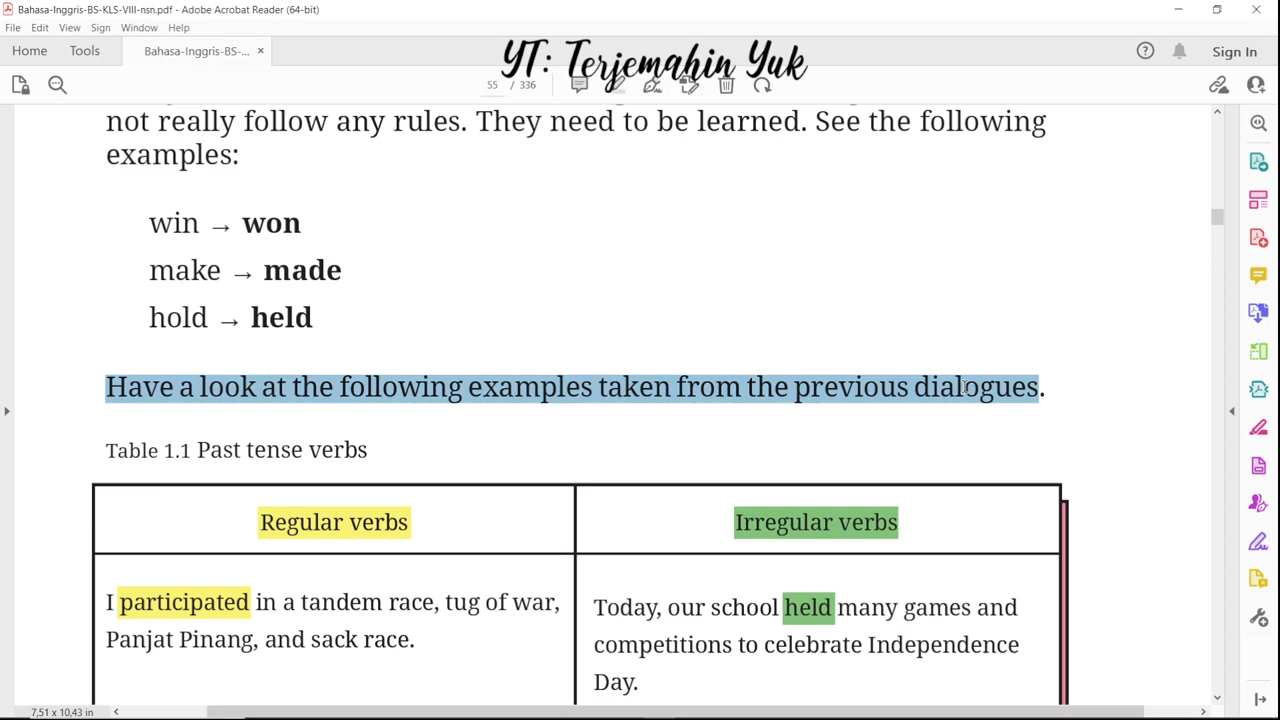 Bahasa-Inggris-BS-KLS-VIII-nsn.pdf - Adobe Acrobat Reader (64-bit)
File Edit View Sign Window Help
Home Tools Bahasa-Inggris-BS-... × Sign In
YT: Terjemahin Yuk
55 / 336
not really follow any rules. They need to be learned. See the following
examples:
win → won
make → made
hold → held
Have a look at the following examples taken from the previous dialogues.
Table 1.1 Past tense verbs
Regular verbs Irregular verbs
I participated in a tandem race, tug of war,
Panjat Pinang, and sack race.
Today, our school held many games and
competitions to celebrate Independence
Day.
7,51 x 10,43 in